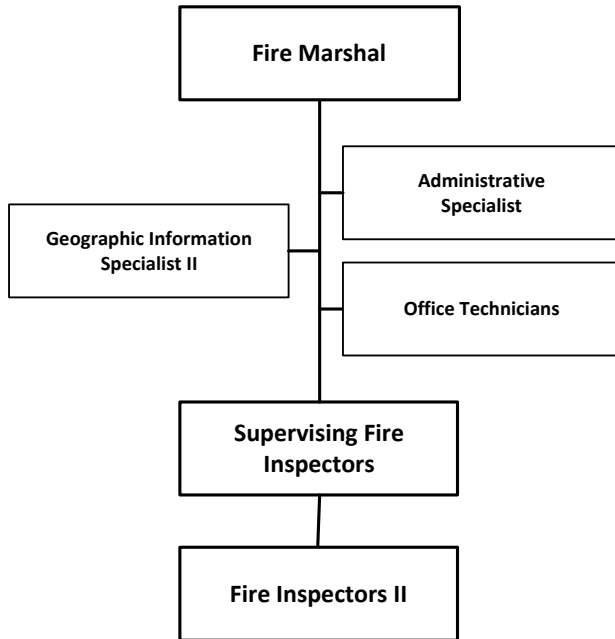 Fire Marshal
Administrative
Specialist
Geographic Information
Specialist II
Office Technicians
Supervising Fire
Inspectors
Fire Inspectors II